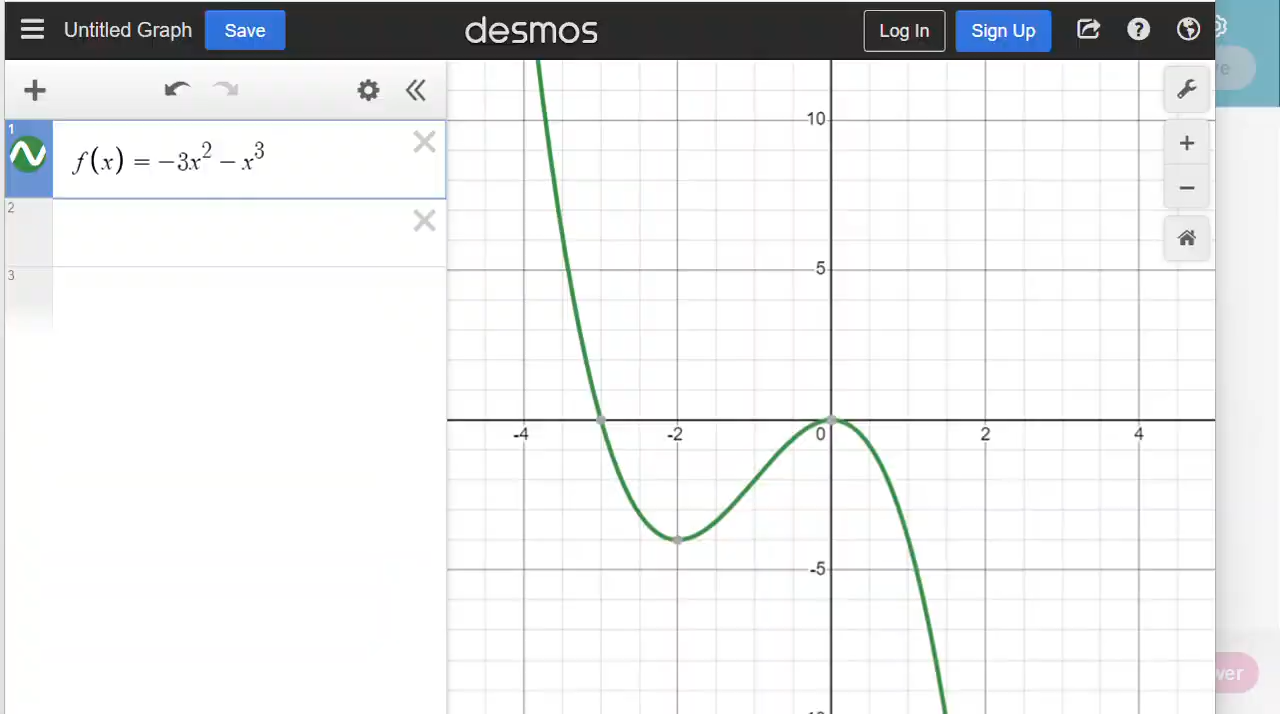 Untitled Graph Save desmos Log In Sign Up
1
f(x) = −3x² − x³
2
3
10
5
-4 -2 0 2 4
-5